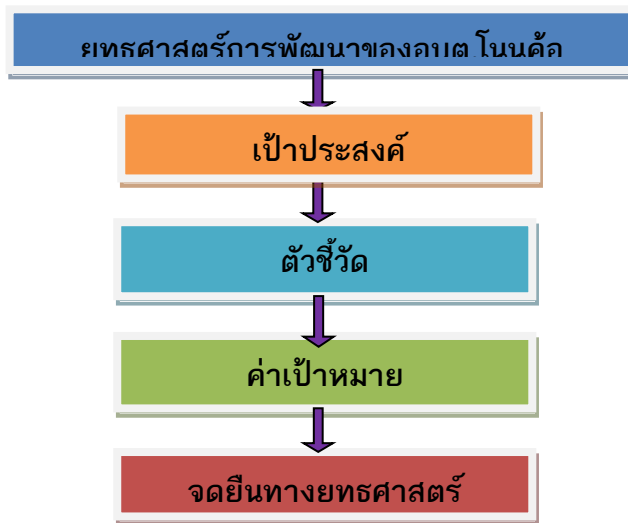 ยุทธศาสตร์การพัฒนาของอบต.โนนค้อ
เป้าประสงค์
ตัวชี้วัด
ค่าเป้าหมาย
จุดยืนทางยุทธศาสตร์